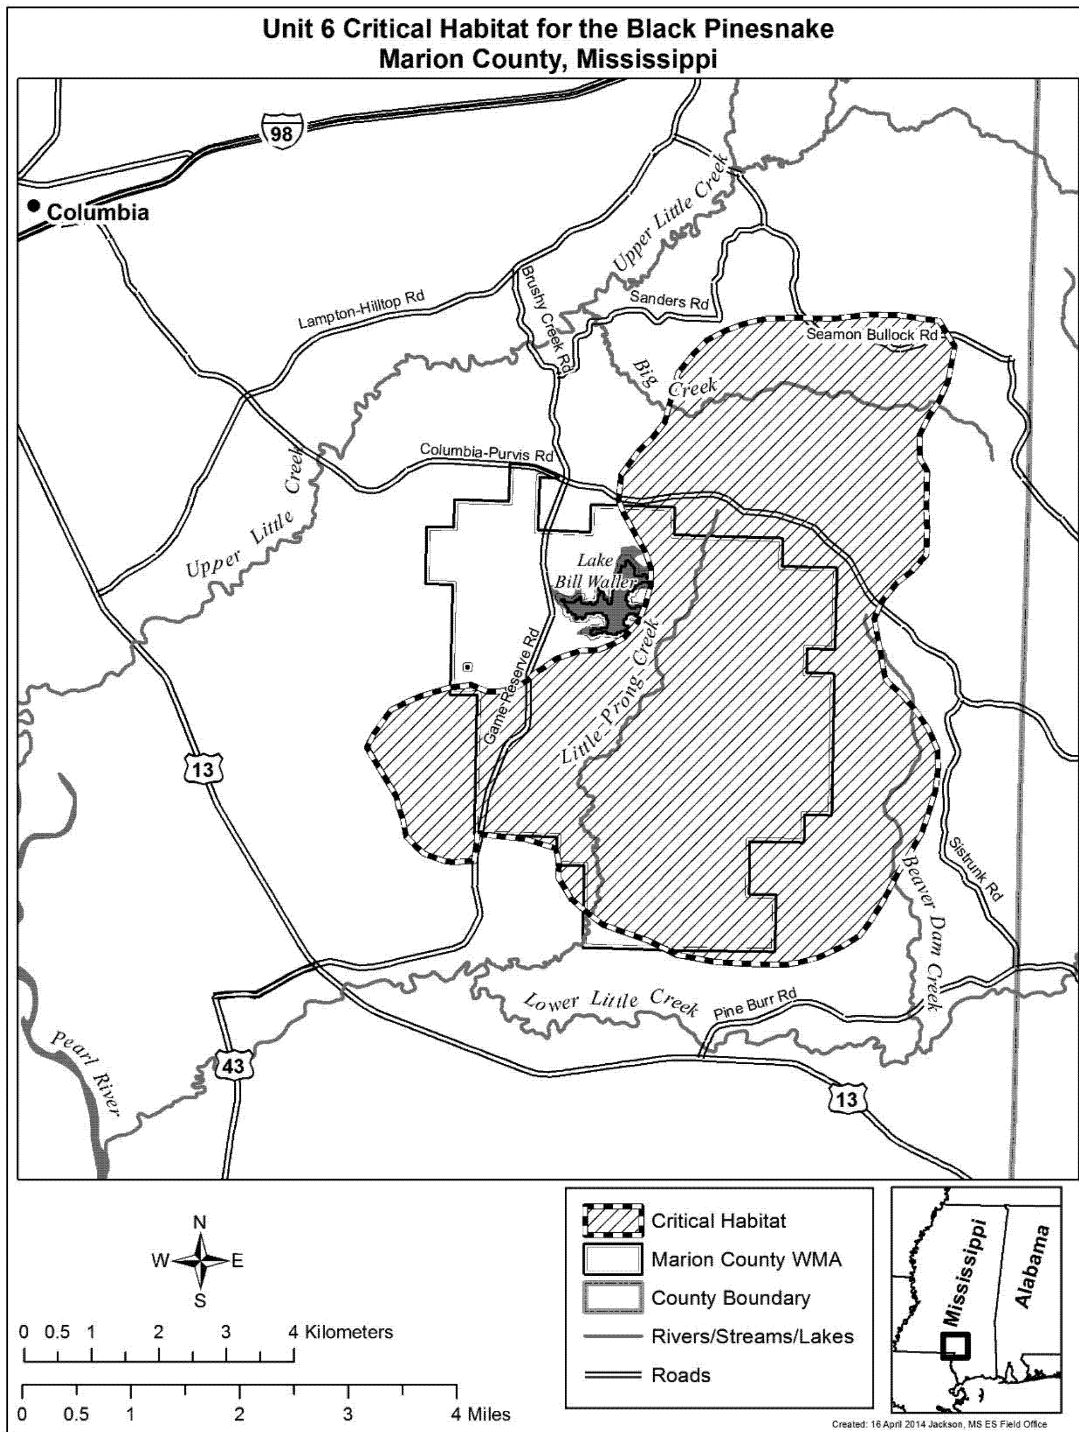 Unit 6 Critical Habitat for the Black Pinesnake
Marion County, Mississippi
98
Columbia
Upper Little Creek
Lampton-Hilltop Rd
Brushy Creek Rd
Sanders Rd
Seamon Bullock Rd
Big Creek
Columbia-Purvis Rd
Upper Little Creek
Lake
Bill Waller
Game Reserve Rd
Little Prong Creek
13
Sistrunk Rd
Beaver Dam Creek
Lower Little Creek
Pine Burr Rd
Pearl River
43
13
N
W E
S
0 0.5 1 2 3 4 Kilometers
0 0.5 1 2 3 4 Miles
Critical Habitat
Marion County WMA
County Boundary
Rivers/Streams/Lakes
Roads
Mississippi
Alabama
Created: 16 April 2014 Jackson, MS ES Field Office